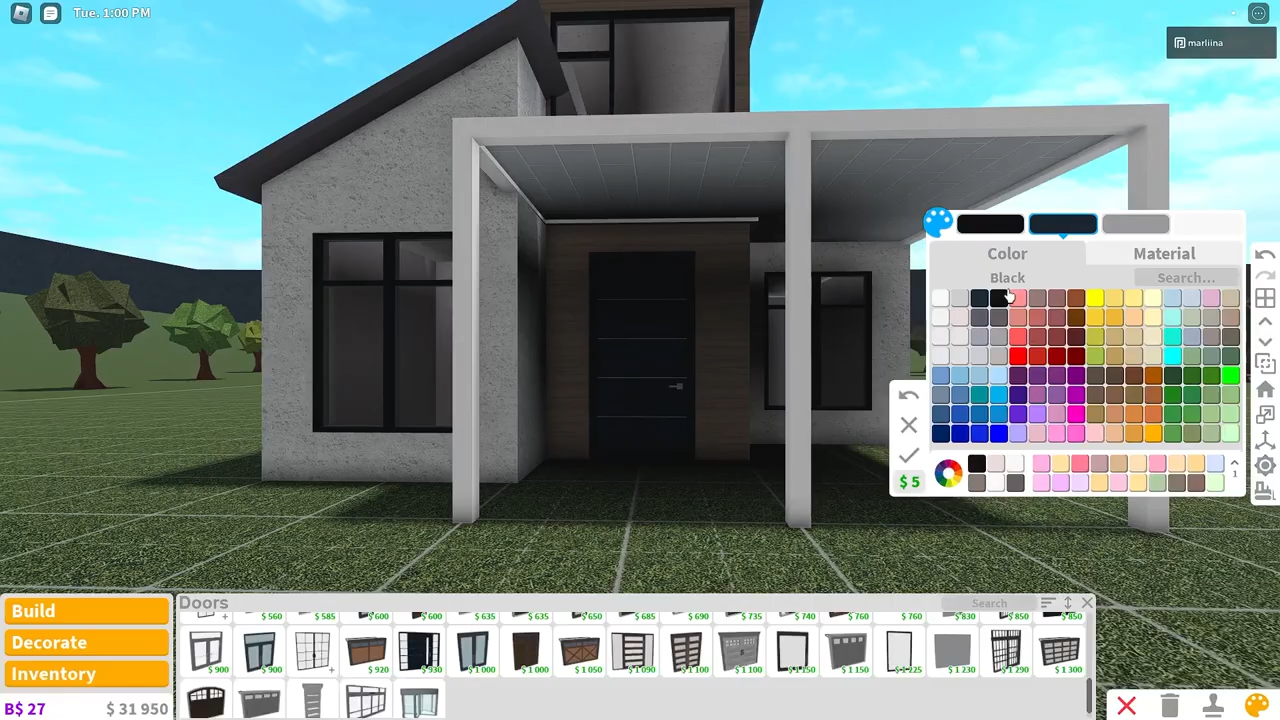 Tue. 1:00 PM
marliina
Color
Material
Black
Search...
$ 5
1
Build
Decorate
Inventory
B$ 27
$ 31 950
Doors
Search
$ 560
$ 585
$ 600
$ 600
$ 635
$ 635
$ 650
$ 685
$ 690
$ 735
$ 740
$ 760
$ 760
$ 830
$ 850
$ 850
$ 900
$ 900
+
$ 920
$ 930
$ 1 000
$ 1 000
$ 1 050
$ 1 090
$ 1 100
$ 1 100
$ 1 150
$ 1 150
$ 1 225
$ 1 230
$ 1 290
$ 1 300